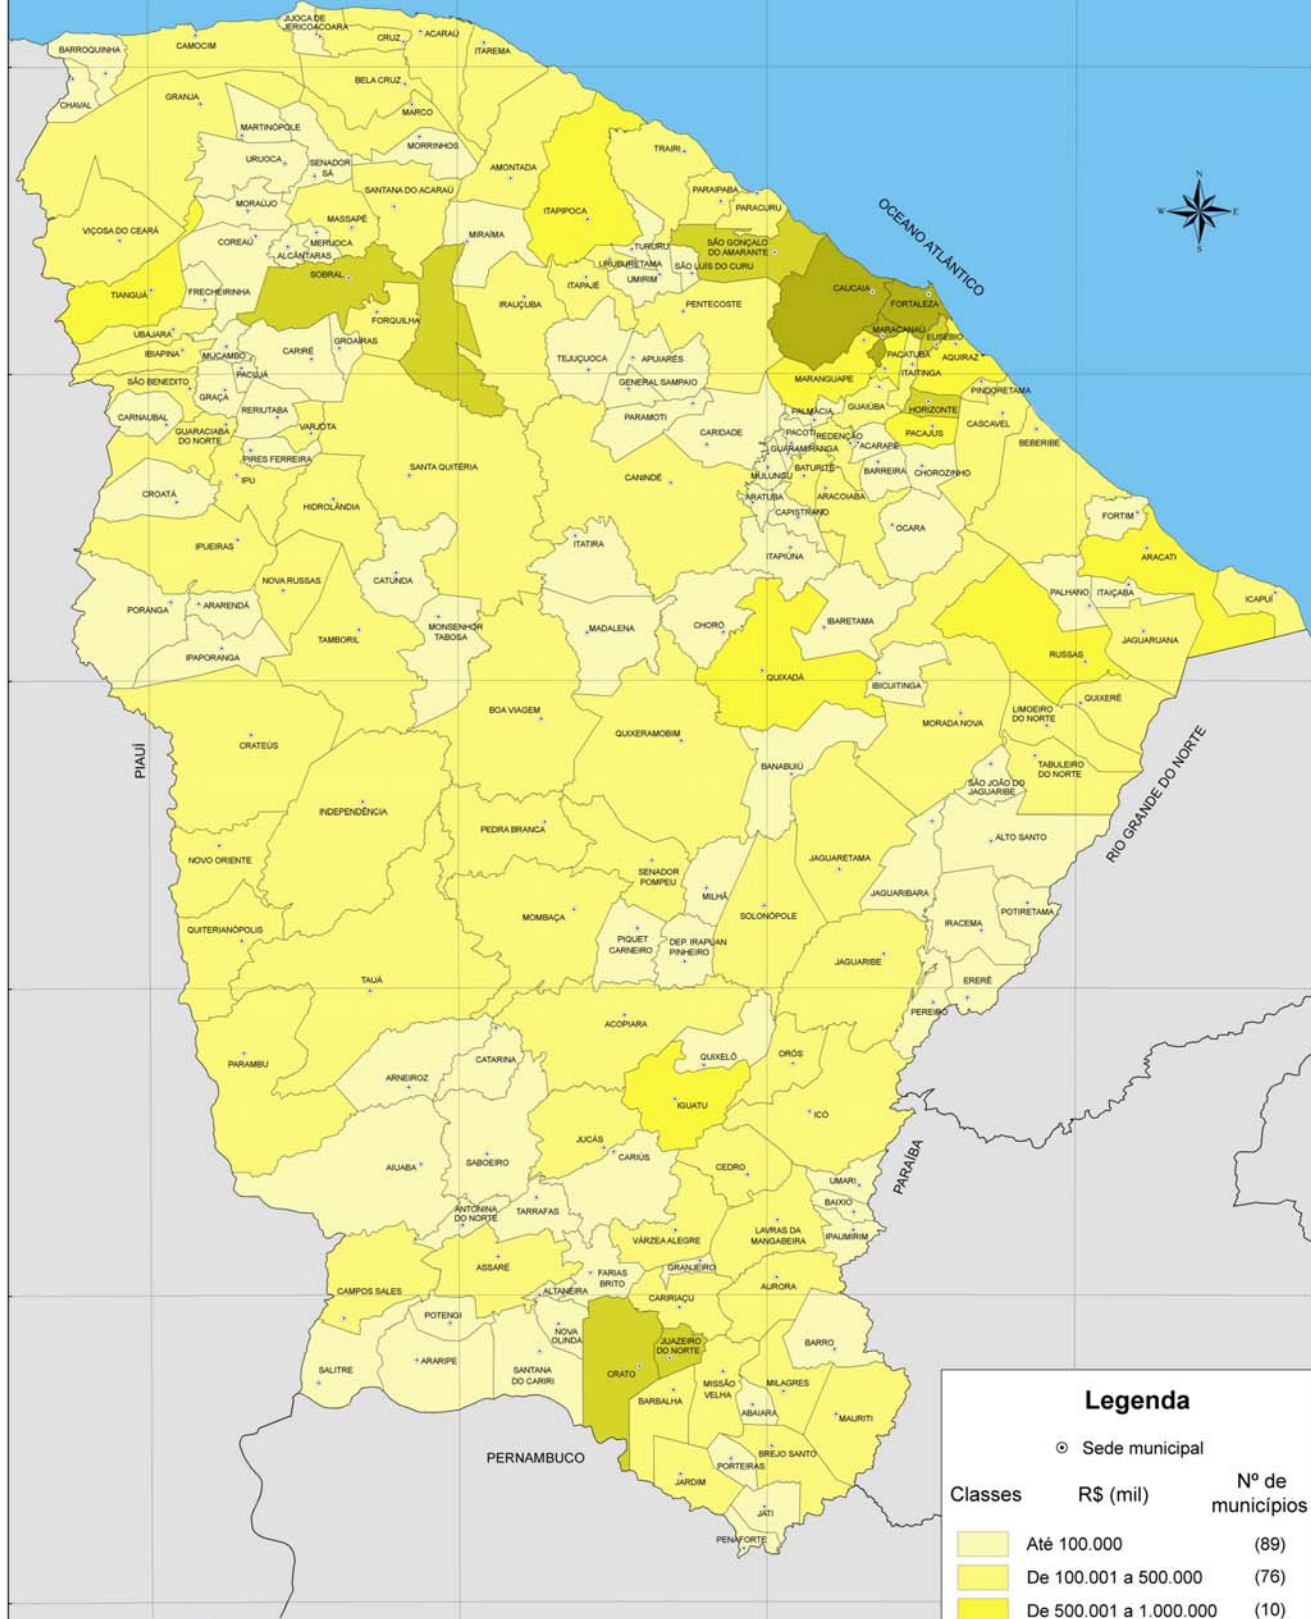 JIJOCA DE
JERICOACOARA
CRUZ
ACARAÚ
BARROQUINHA
CAMOCIM
ITAREMA
BELA CRUZ
CHAVAL
GRANJA
MARCO
MARTINÓPOLE
MORRINHOS
TRAIRI
URUOCA
SENADOR
SÁ
AMONTADA
SANTANA DO ACARAÚ
PARAIPABA
MORAÚJO
ITAPIPOCA
PARACURU
MASSAPÊ
VIÇOSA DO CEARÁ
MIRAÍMA
COREAÚ
MERUOCA
ALCÂNTARAS
TURURU
SÃO GONÇALO
DO AMARANTE
OCEANO ATLÂNTICO
N
W
E
S
URUBURETAMA
SÃO LUÍS DO CURU
SOBRAL
UMIRIM
ITAPAJÉ
CAUCAIA
TIANGUÁ
FRECHEIRINHA
IRAUÇUBA
PENTECOSTE
FORTALEZA
FORQUILHA
UBAJARA
MARACANAÚ
EUSÉBIO
GROAÍRAS
IBIAPINA
MUCAMBO
CARIRÉ
PACATUBA
AQUIRAZ
TEJUÇUOCA
APUIARÉS
PACUJÁ
ITAITINGA
SÃO BENEDITO
GENERAL SAMPAIO
MARANGUAPE
PINDORETAMA
GRAÇA
CARNAUBAL
RERIUTABA
PALMÁCIA
GUAIÚBA
HORIZONTE
PARAMOTI
CASCAVEL
VARJOTA
GUARACIABA
DO NORTE
CARIDADE
PACOTI
REDENÇÃO
PACAJUS
BEBERIBE
GUARAMIRANGA
ACARAPE
PIRES FERREIRA
SANTA QUITÉRIA
MULUNGU
BATURITÉ
BARREIRA
CHOROZINHO
IPU
CANINDÉ
CROATÁ
ARATUBA
ARACOIABA
HIDROLÂNDIA
CAPISTRANO
FORTIM
OCARA
IPUEIRAS
ITATIRA
ITAPIÚNA
ARACATI
NOVA RUSSAS
CATUNDA
PALHANO
ITAIÇABA
ICAPUÍ
PORANGA
ARARENDÁ
CHORÓ
IBARETAMA
MADALENA
MONSENHOR
TABOSA
TAMBORIL
JAGUARUANA
IPAPORANGA
RUSSAS
QUIXADÁ
IBICUITINGA
QUIXERÉ
BOA VIAGEM
LIMOEIRO
DO NORTE
MORADA NOVA
QUIXERAMOBIM
CRATEÚS
PIAUÍ
BANABUIÚ
TABULEIRO
DO NORTE
SÃO JOÃO DO
JAGUARIBE
RIO GRANDE DO NORTE
INDEPENDÊNCIA
PEDRA BRANCA
ALTO SANTO
NOVO ORIENTE
JAGUARETAMA
SENADOR
POMPEU
MILHÃ
JAGUARIBARA
MOMBAÇA
SOLONÓPOLE
POTIRETAMA
IRACEMA
QUITERIANÓPOLIS
PIQUET
CARNEIRO
DEP. IRAPUAN
PINHEIRO
JAGUARIBE
TAUÁ
ERERÊ
PEREIRO
ACOPIARA
PARAMBU
CATARINA
QUIXELÔ
ORÓS
ARNEIROZ
IGUATU
ICÓ
JUCÁS
CARIÚS
AIUABA
SABOEIRO
CEDRO
PARAÍBA
UMARI
BAIXIO
ANTONINA
DO NORTE
TARRAFAS
LAVRAS DA
MANGABEIRA
IPAUMIRIM
VÁRZEA ALEGRE
ASSARÉ
GRANJEIRO
FARIAS
BRITO
CAMPOS SALES
ALTANEIRA
AURORA
CARIRIAÇU
POTENGI
NOVA
OLINDA
JUAZEIRO
DO NORTE
BARRO
ARARIPE
SALITRE
SANTANA
DO CARIRI
CRATO
MISSÃO
VELHA
MILAGRES
BARBALHA
ABAIARA
MAURITI
PERNAMBUCO
BREJO SANTO
PORTEIRAS
JARDIM
JATI
PENAFORTE
Legenda
Sede municipal
Classes R$ (mil) Nº de
municípios
Até 100.000 (89)
De 100.001 a 500.000 (76)
De 500.001 a 1.000.000 (10)